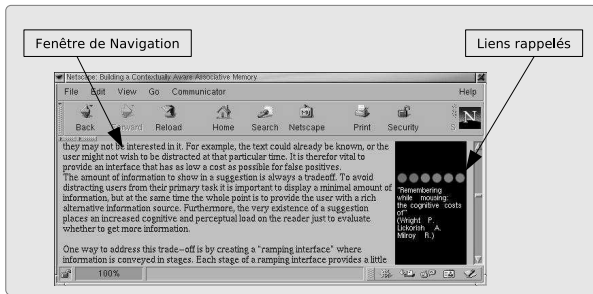 Fenêtre de Navigation
Liens rappelés
Netscape: Building a Contextually Aware Associative Memory
File Edit View Go Communicator Help
Back Forward Reload Home Search Netscape Print Security S
N
they may not be interested in it. For example, the text could already be known, or the
user might not wish to be distracted at that particular time. It is therefor vital to
provide an interface that has as low a cost as possible for false positives.
The amount of information to show in a suggestion is always a tradeoff. To avoid
distracting users from their primary task it is important to display a minimal amount of
information, but at the same time the whole point is to provide the user with a rich
alternative information source. Furthermore, the very existence of a suggestion
places an increased cognitive and perceptual load on the reader just to evaluate
whether to get more information.
One way to address this trade-off is by creating a "ramping interface" where
information is conveyed in stages. Each stage of a ramping interface provides a little
"Remembering
while mousing:
the cognitive costs
of"
(Wright P.
Lickorish A.
Milroy R.)
100%